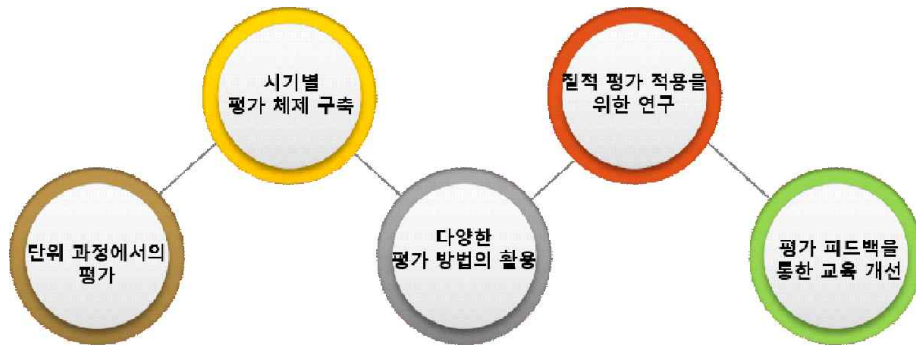 단위 과정에서의
평가
시기별
평가 체제 구축
다양한
평가 방법의 활용
질적 평가 적용을
위한 연구
평가 피드백을
통한 교육 개선